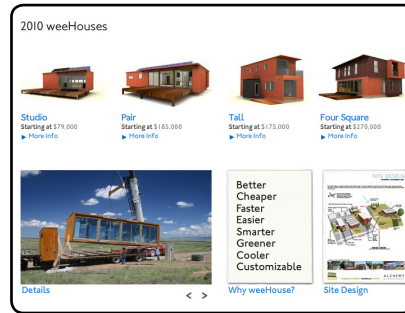 2010 weeHouses
Studio
Starting at $79,000
▶ More Info
Pair
Starting at $185,000
▶ More Info
Tall
Starting at $175,000
▶ More Info
Four Square
Starting at $270,000
▶ More Info
Better
Cheaper
Faster
Easier
Smarter
Greener
Cooler
Customizable
SITE DESIGN
ALCHEMY
Details
< >
Why weeHouse?
Site Design